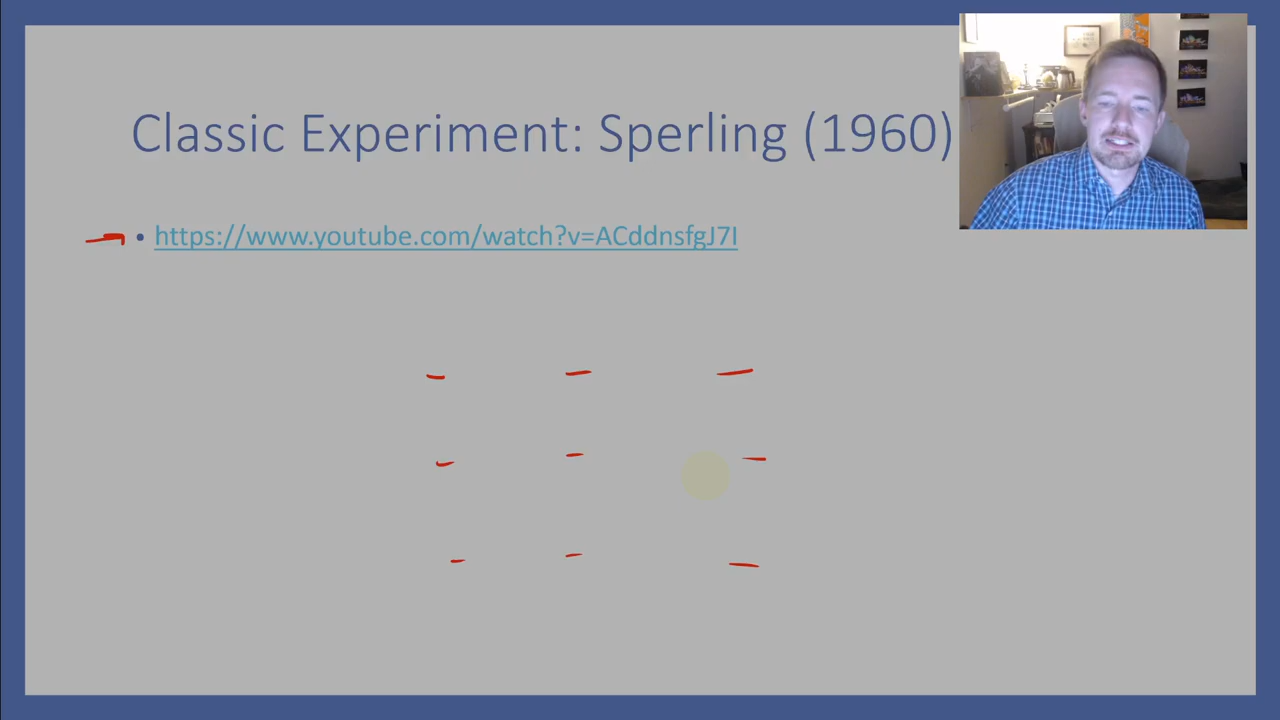 Classic Experiment: Sperling (1960)
• https://www.youtube.com/watch?v=ACddnsfgJ7I